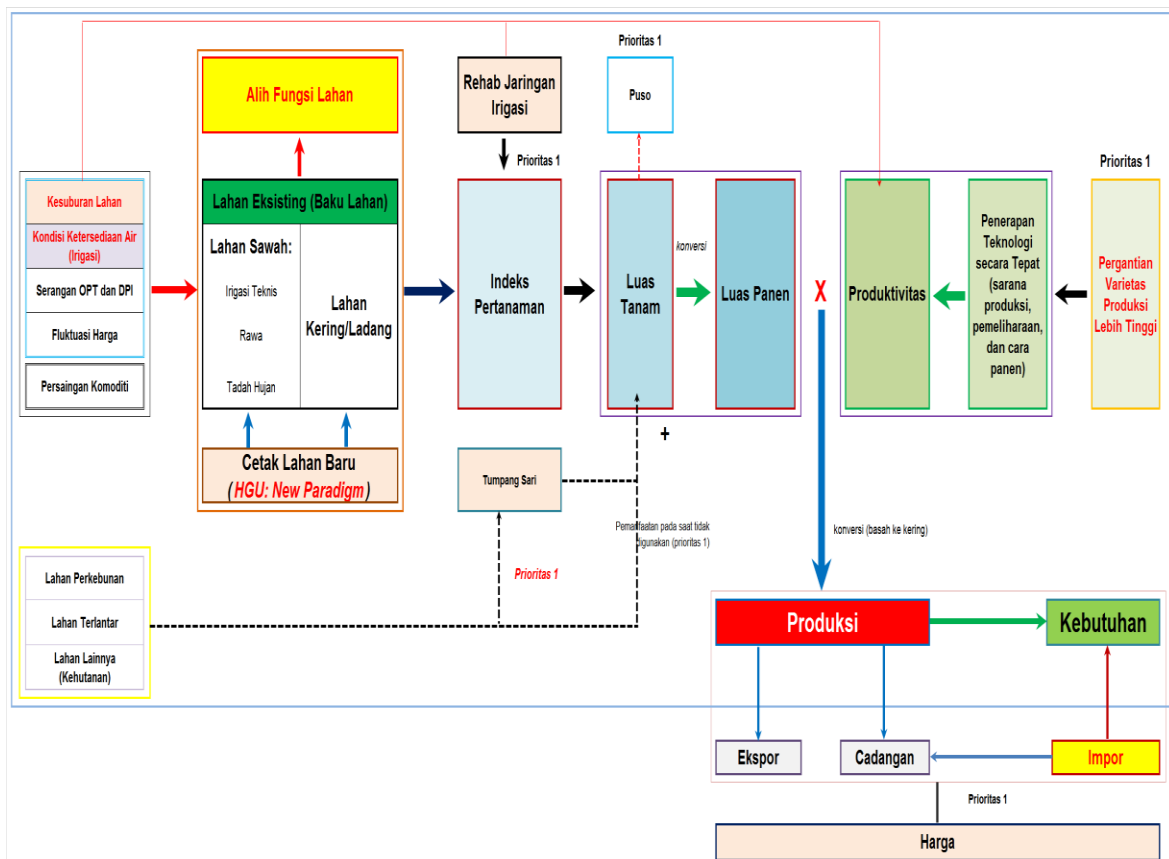 Prioritas 1
Alih Fungsi Lahan
Rehab Jaringan
Irigasi
Puso
Prioritas 1
Prioritas 1
Kesuburan Lahan
Kondisi Ketersediaan Air
(Irigasi)
Serangan OPT dan DPI
Fluktuasi Harga
Persaingan Komoditi
Lahan Eksisting (Baku Lahan)
Lahan Sawah:
Irigasi Teknis
Rawa
Tadah Hujan
Lahan
Kering/Ladang
Cetak Lahan Baru
(HGU: New Paradigm)
Indeks
Pertanaman
Luas
Tanam
konversi
Luas Panen
+
X
Produktivitas
Penerapan
Teknologi
secara Tepat
(sarana
produksi,
pemeliharaan,
dan cara
panen)
Pergantian
Varietas
Produksi
Lebih Tinggi
Tumpang Sari
Pemanfaatan pada saat tidak
digunakan (prioritas 1)
konversi (basah ke kering)
Prioritas 1
Lahan Perkebunan
Lahan Terlantar
Lahan Lainnya
(Kehutanan)
Produksi
Kebutuhan
Ekspor
Cadangan
Impor
Prioritas 1
Harga